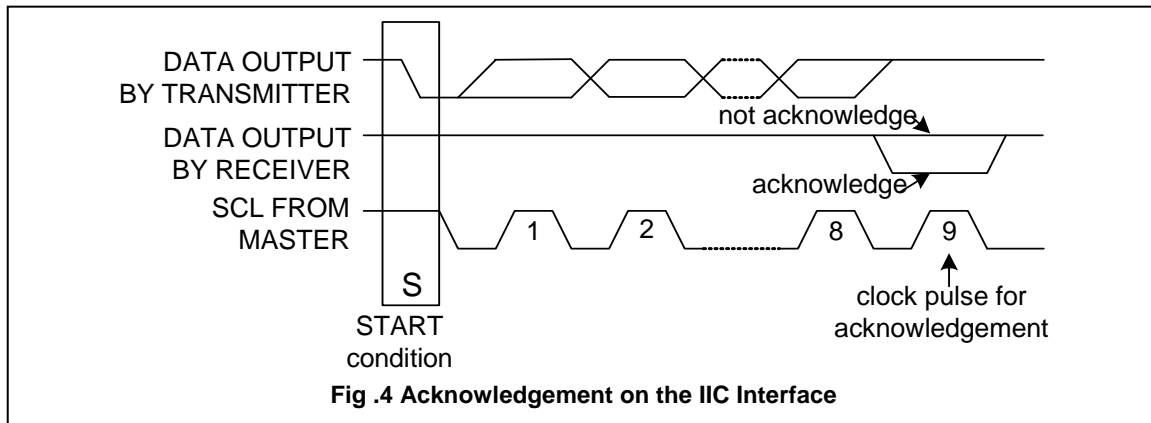 DATA OUTPUT
BY TRANSMITTER
not acknowledge
DATA OUTPUT
BY RECEIVER
acknowledge
SCL FROM
MASTER
1
2
8
9
S
START
condition
clock pulse for
acknowledgement
Fig .4 Acknowledgement on the IIC Interface